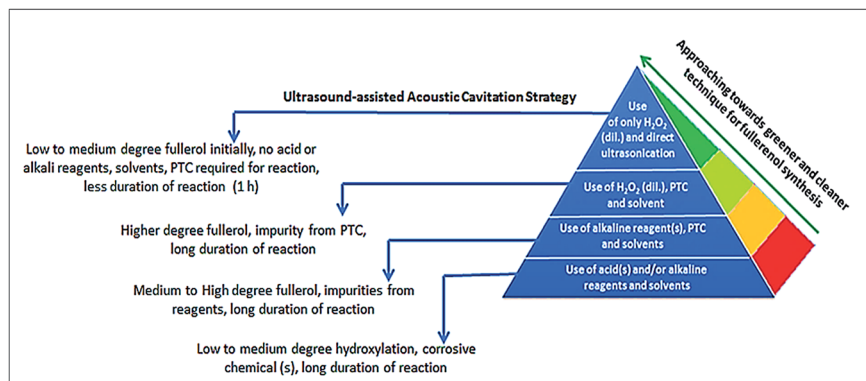 Ultrasound-assisted Acoustic Cavitation Strategy
Low to medium degree fullerol initially, no acid or
alkali reagents, solvents, PTC required for reaction,
less duration of reaction (1 h)
Higher degree fullerol, impurity from PTC,
long duration of reaction
Medium to High degree fullerol, impurities from
reagents, long duration of reaction
Low to medium degree hydroxylation, corrosive
chemical (s), long duration of reaction
Use
of only H₂O₂
(dil.) and direct
ultrasonication
Use of H₂O₂ (dil.), PTC
and solvent
Use of alkaline reagent(s), PTC
and solvents
Use of acid(s) and/or alkaline
reagents and solvents
Approaching towards greener and cleaner
technique for fullerenol synthesis